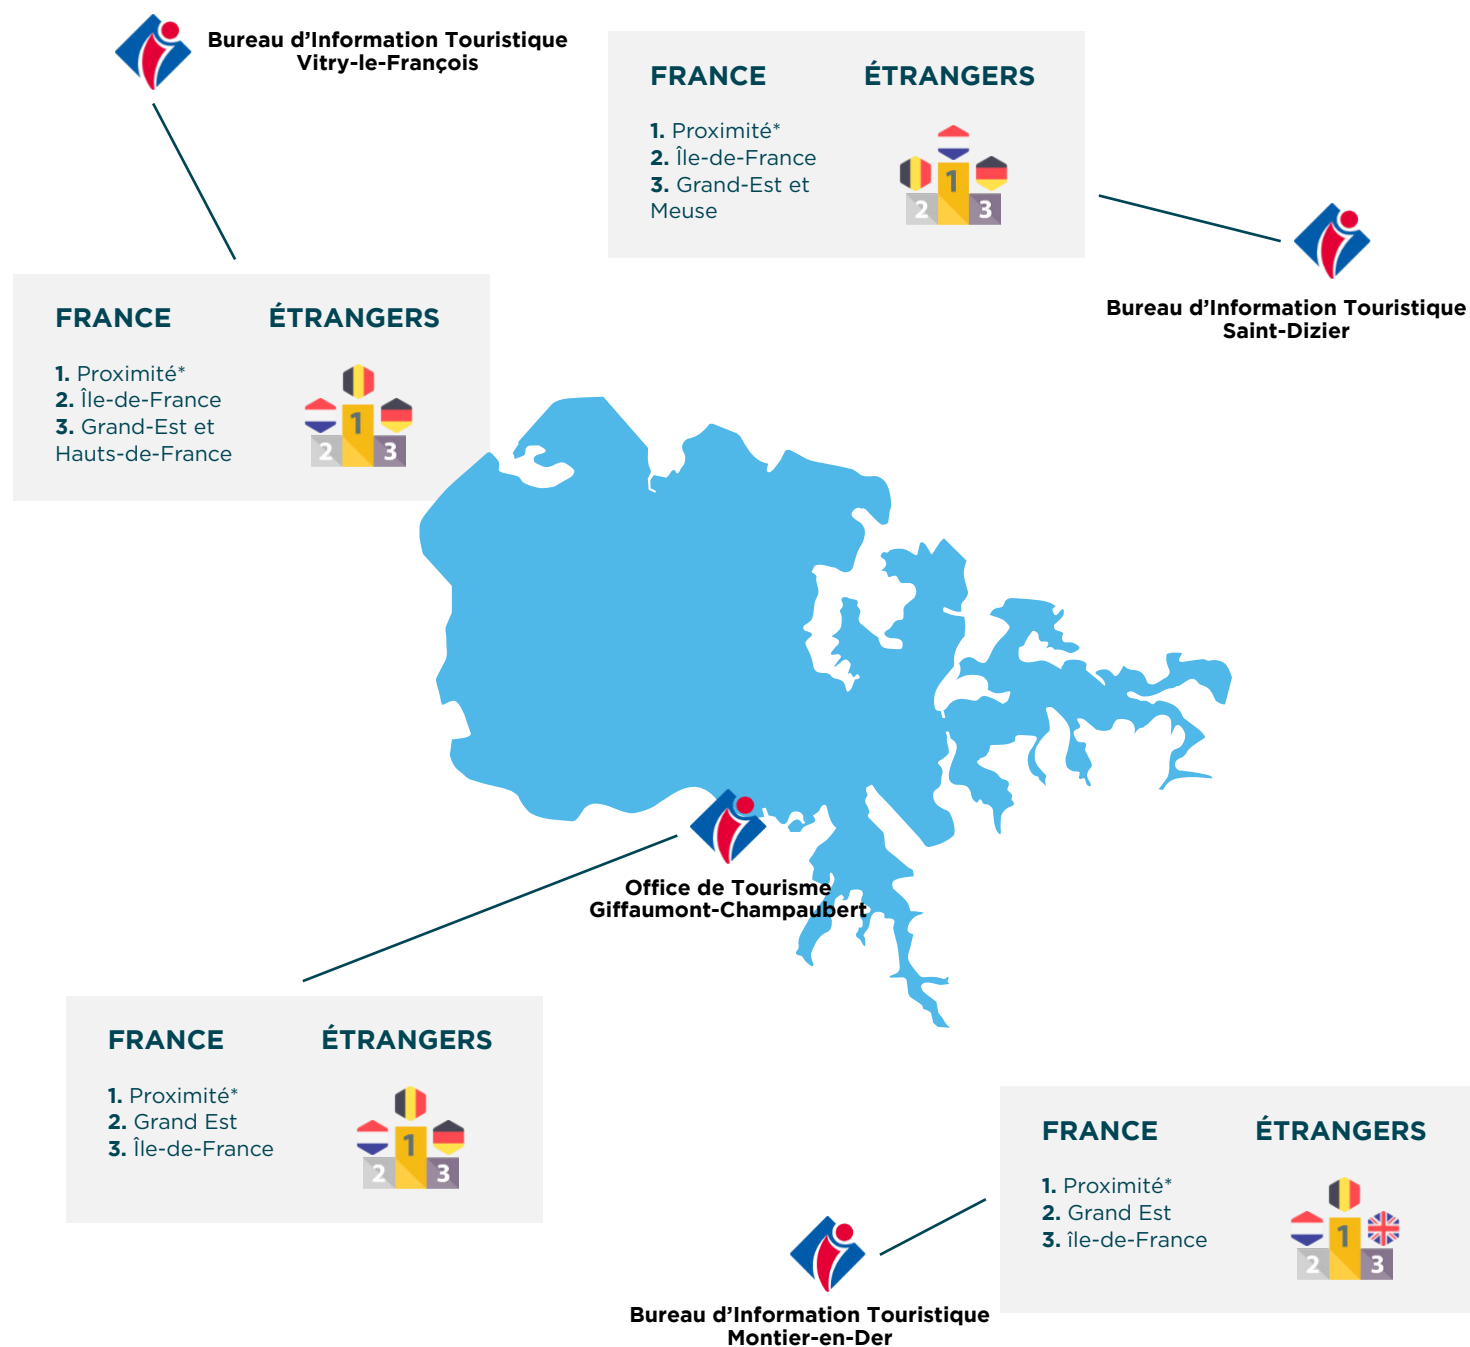 Bureau d'Information Touristique
Vitry-le-François
FRANCE
ÉTRANGERS
1. Proximité*
2. Île-de-France
3. Grand-Est et
Meuse
1
2
3
Bureau d'Information Touristique
Saint-Dizier
FRANCE
ÉTRANGERS
1. Proximité*
2. Île-de-France
3. Grand-Est et
Hauts-de-France
1
2
3
Office de Tourisme
Giffaumont-Champaubert
FRANCE
ÉTRANGERS
1. Proximité*
2. Grand Est
3. Île-de-France
1
2
3
FRANCE
ÉTRANGERS
1. Proximité*
2. Grand Est
3. île-de-France
1
2
3
Bureau d'Information Touristique
Montier-en-Der